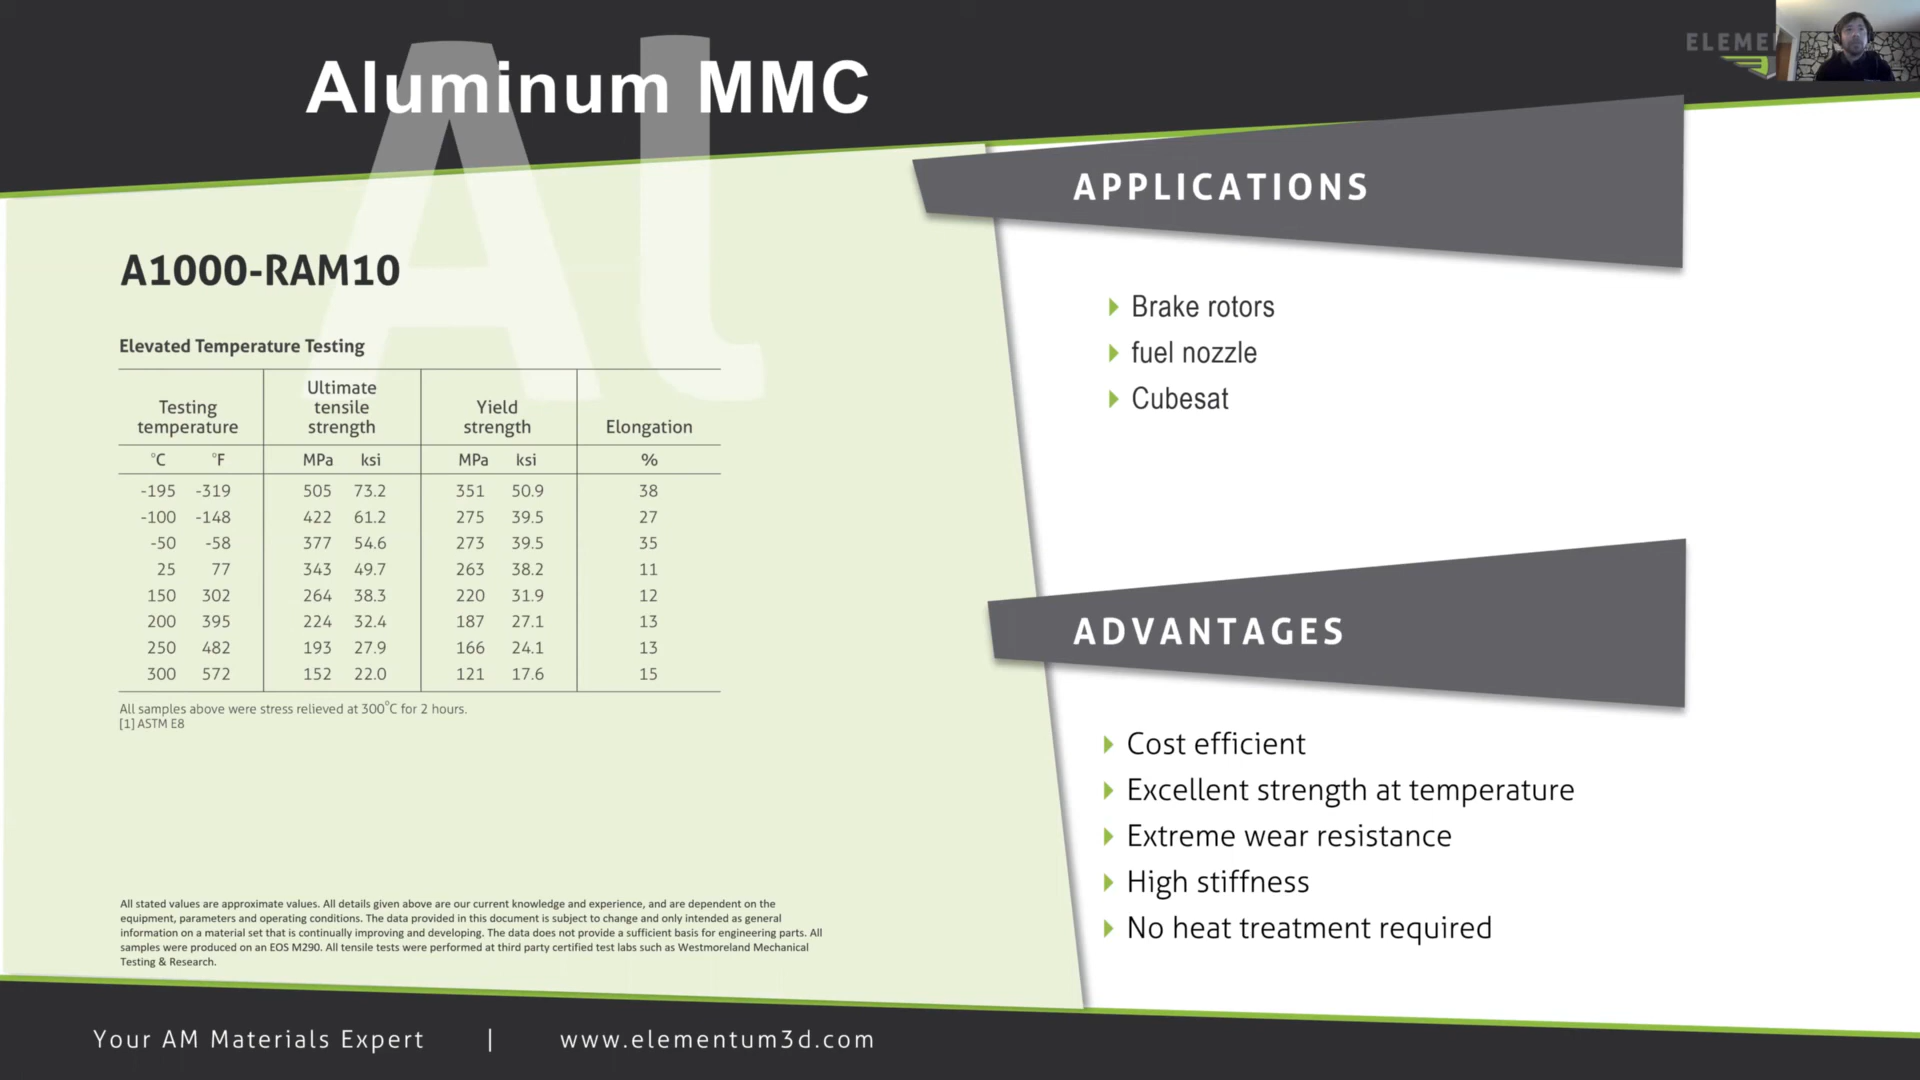 Aluminum MMC
Al
A1000-RAM10
Elevated Temperature Testing
Testing temperature | Ultimate tensile strength | Yield strength | Elongation
°C °F | MPa ksi | MPa ksi | %
-195 -319 | 505 73.2 | 351 50.9 | 38
-100 -148 | 422 61.2 | 275 39.5 | 27
-50 -58 | 377 54.6 | 273 39.5 | 35
25 77 | 343 49.7 | 263 38.2 | 11
150 302 | 264 38.3 | 220 31.9 | 12
200 395 | 224 32.4 | 187 27.1 | 13
250 482 | 193 27.9 | 166 24.1 | 13
300 572 | 152 22.0 | 121 17.6 | 15
All samples above were stress relieved at 300°C for 2 hours.
[1] ASTM E8
All stated values are approximate values. All details given above are our current knowledge and experience, and are dependent on the
equipment, parameters and operating conditions. The data provided in this document is subject to change and only intended as general
information on a material set that is continually improving and developing. The data does not provide a sufficient basis for engineering parts. All
samples were produced on an EOS M290. All tensile tests were performed at third party certified test labs such as Westmoreland Mechanical
Testing & Research.
APPLICATIONS
Brake rotors
fuel nozzle
Cubesat
ADVANTAGES
Cost efficient
Excellent strength at temperature
Extreme wear resistance
High stiffness
No heat treatment required
Your AM Materials Expert | www.elementum3d.com